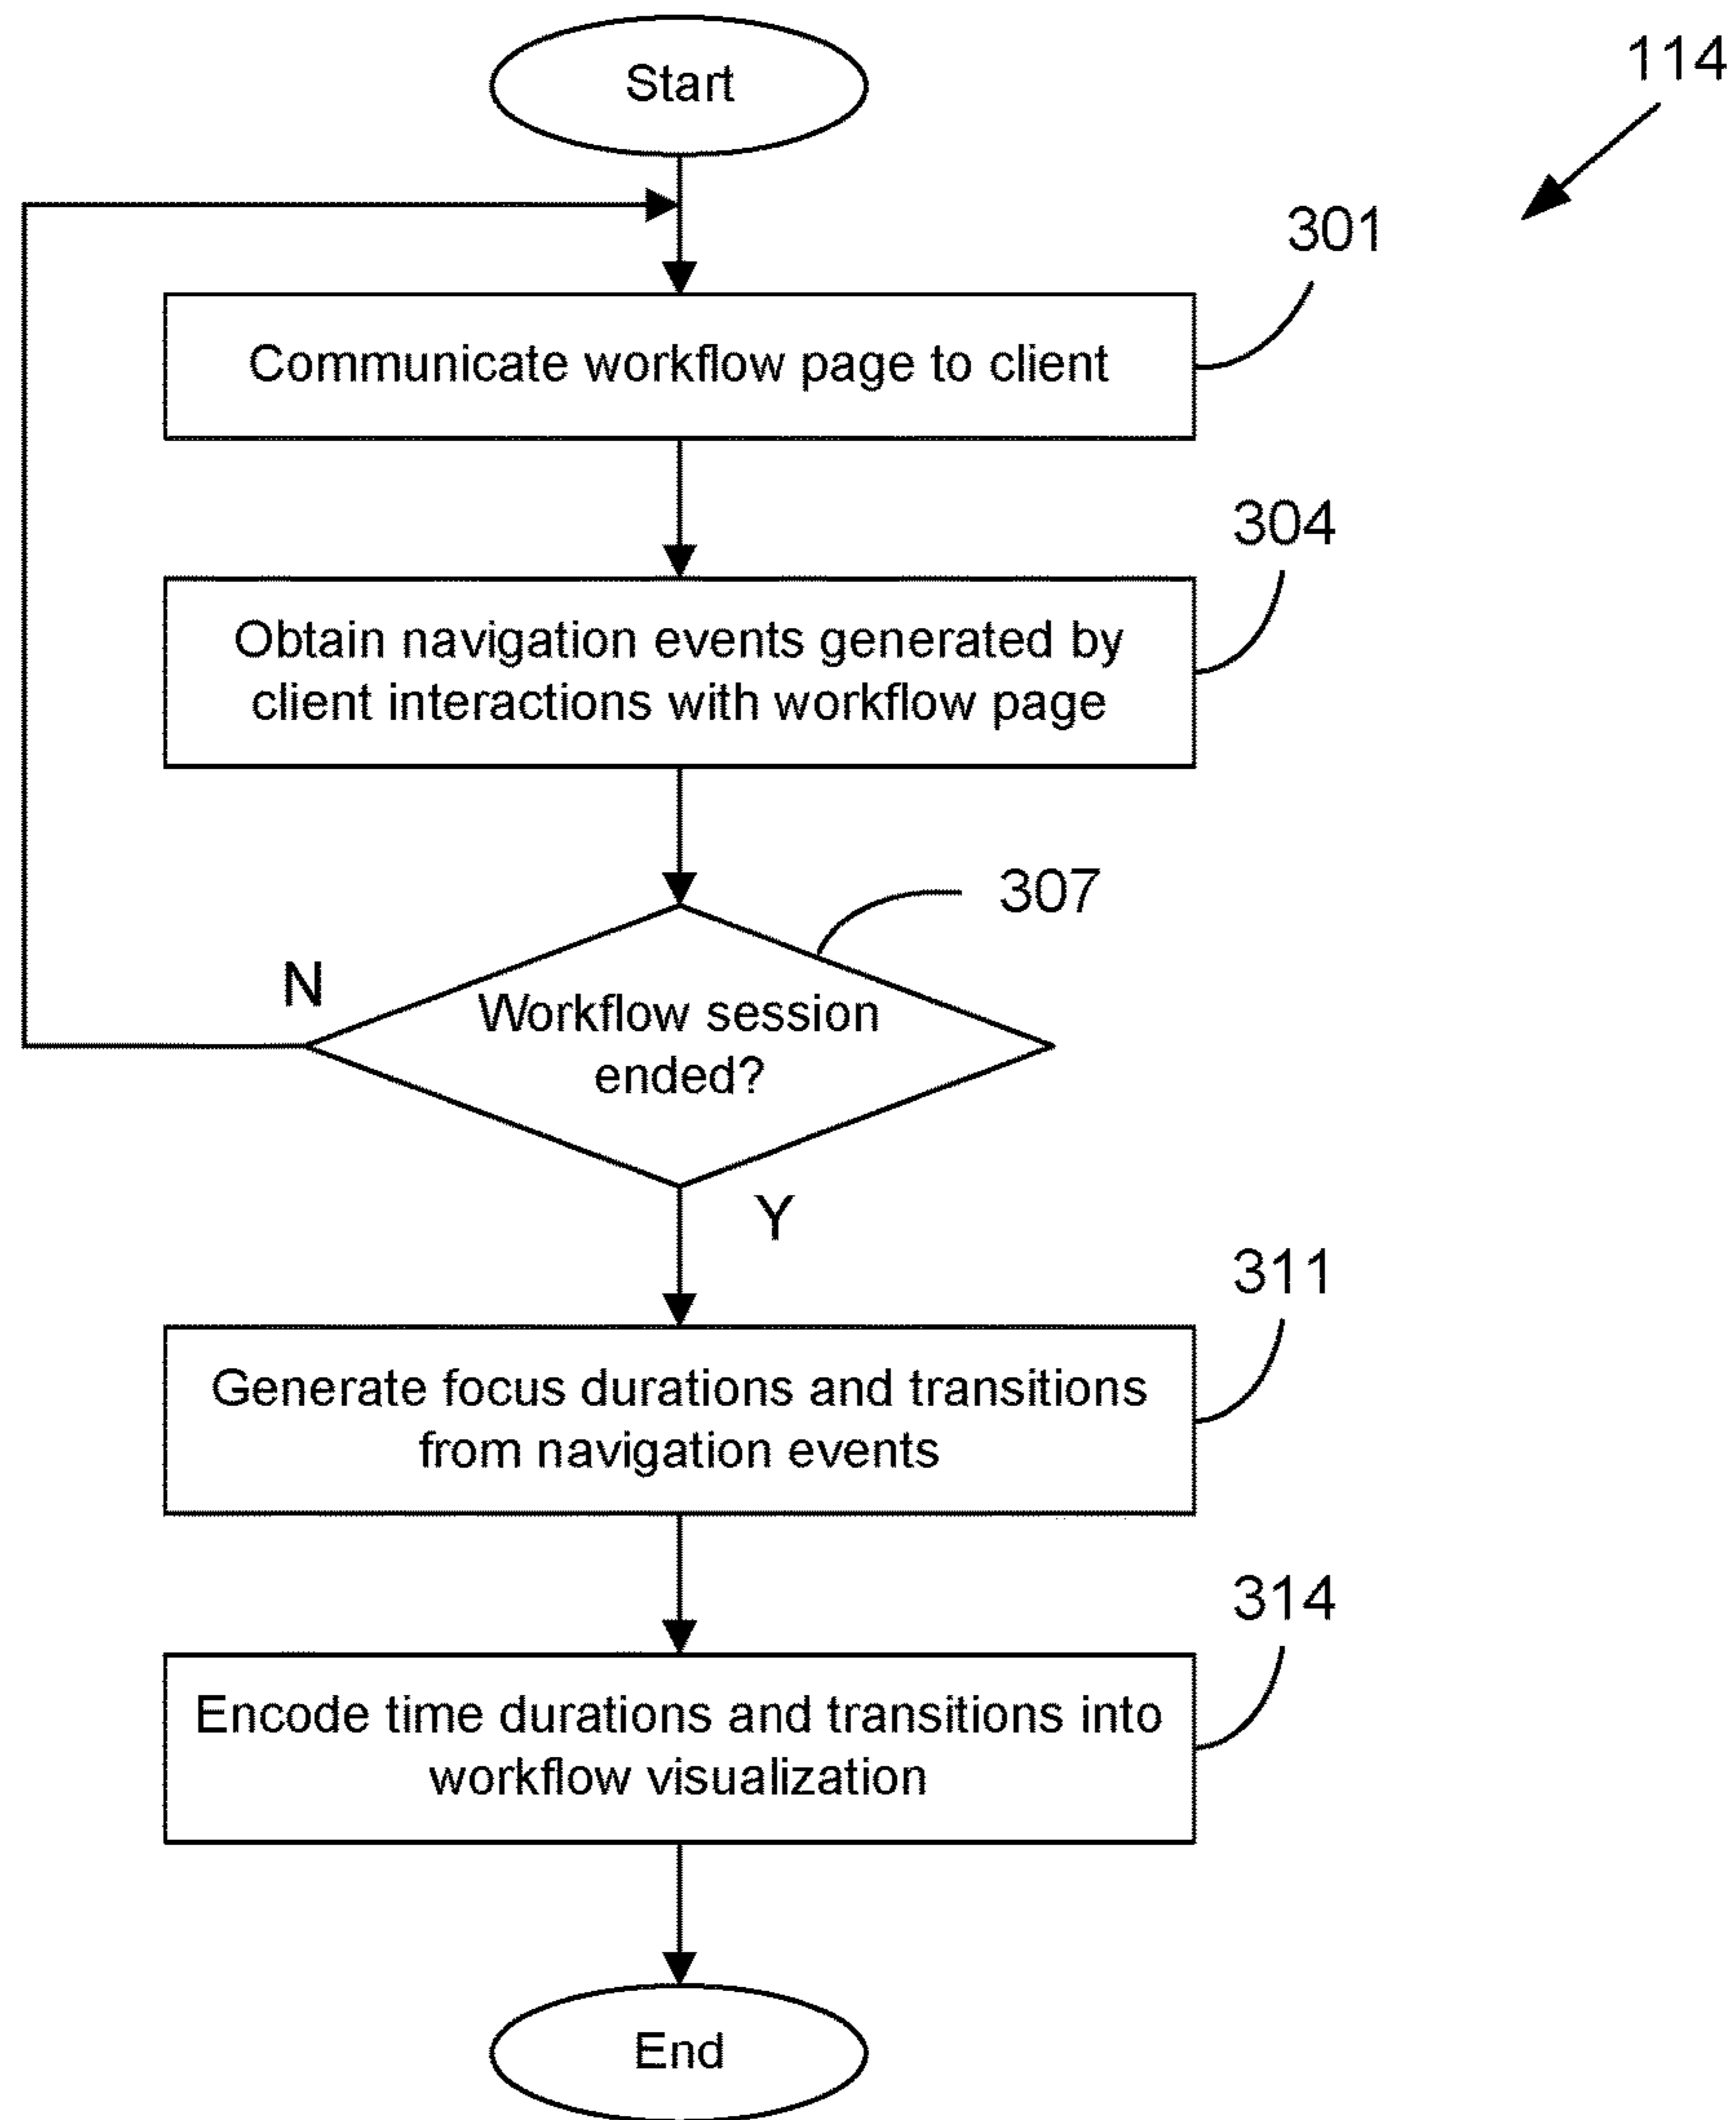 Start
114
301
Communicate workflow page to client
304
Obtain navigation events generated by
client interactions with workflow page
307
N
Workflow session
ended?
Y
311
Generate focus durations and transitions
from navigation events
314
Encode time durations and transitions into
workflow visualization
End